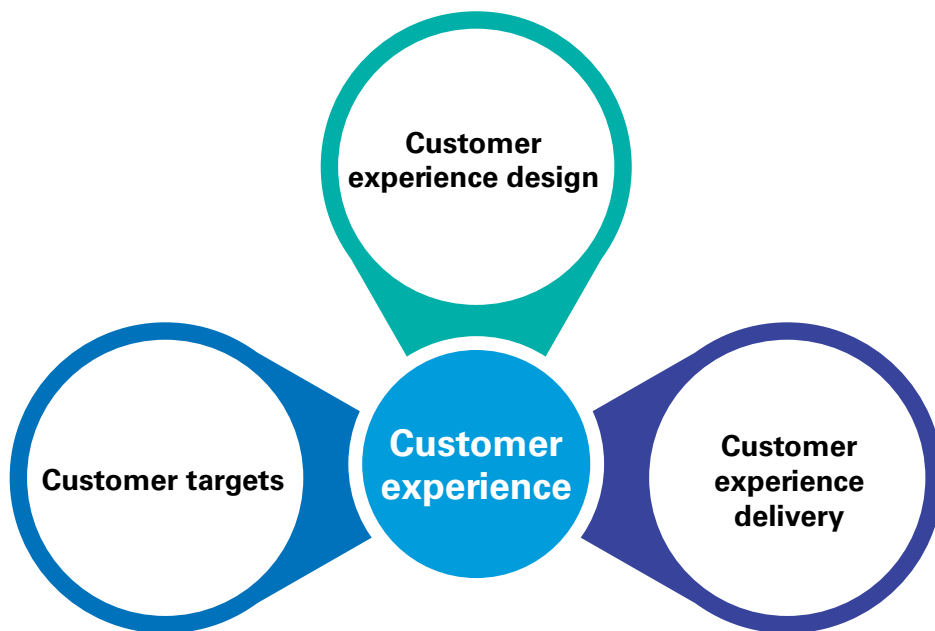 Customer
experience design
Customer targets
Customer
experience
Customer
experience
delivery